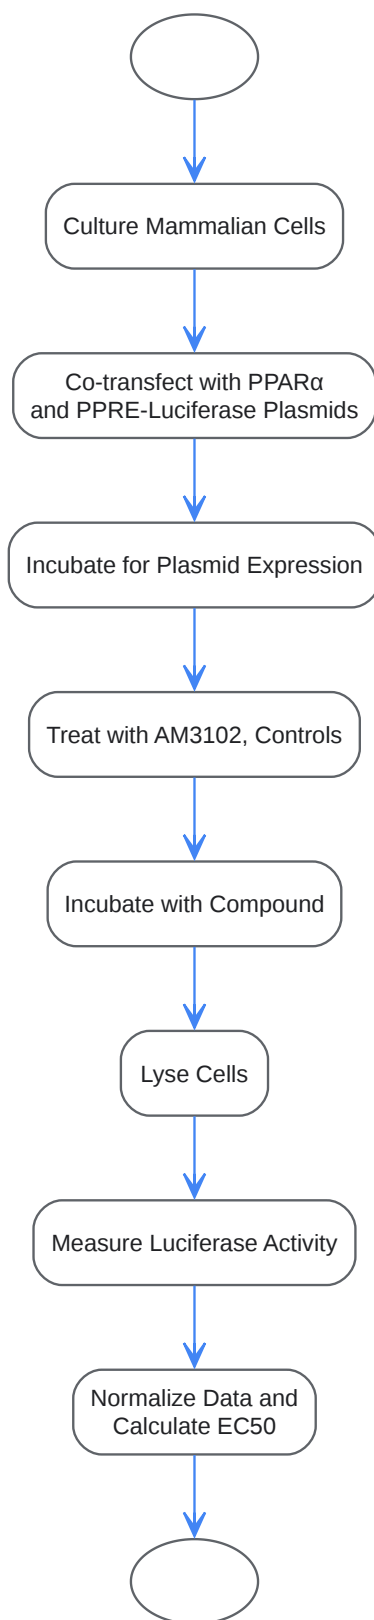 Culture Mammalian Cells
Co-transfect with PPARα
and PPRE-Luciferase Plasmids
Incubate for Plasmid Expression
Treat with AM3102, Controls
Incubate with Compound
Lyse Cells
Measure Luciferase Activity
Normalize Data and
Calculate EC50